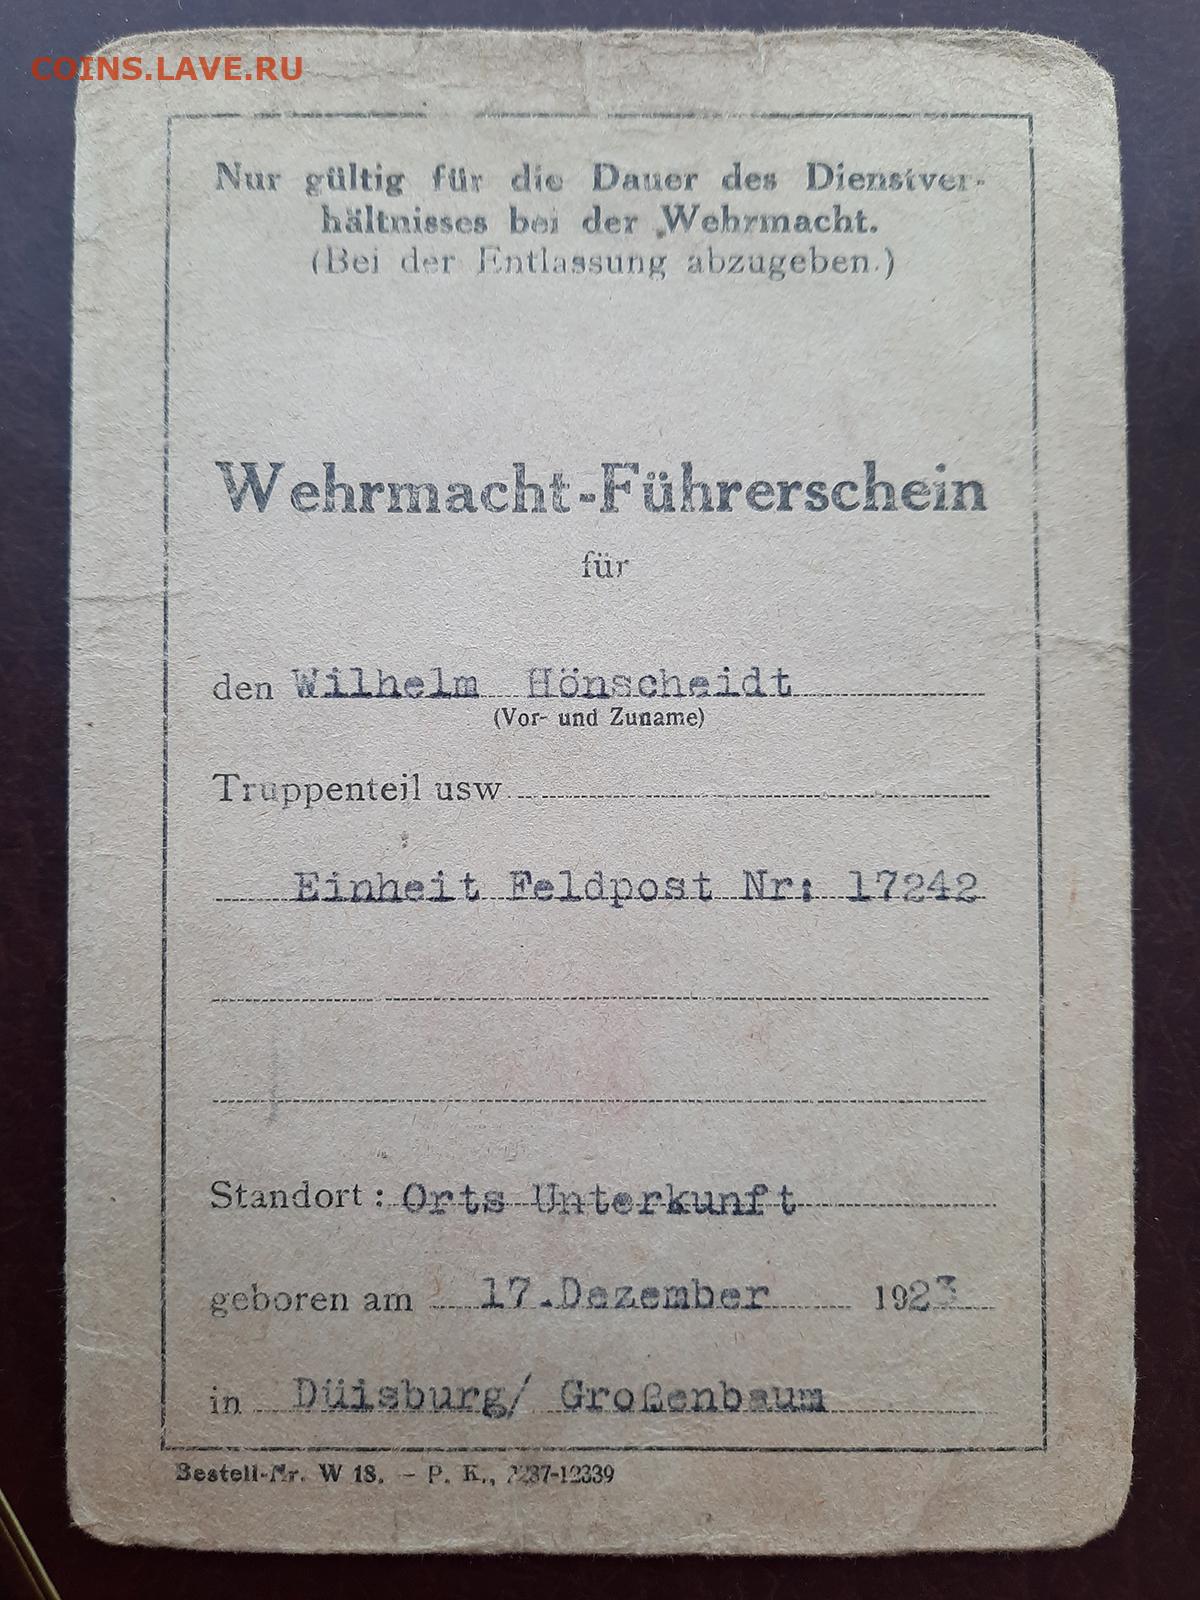 COINS.LAVE.RU
Nur gültig für die Dauer des Dienstver-
hältnisses bei der Wehrmacht.
(Bei der Entlassung abzugeben.)
Wehrmacht-Führerschein
für
den Wilhelm Hönscheidt
(Vor- und Zuname)
Truppenteil usw
Einheit Feldpost Nr: 17242
Standort: Orts Unterkunft
geboren am 17.Dezember 1923
in Düisburg/ Großenbaum
Bestell-Nr. W 18. – P. K.,